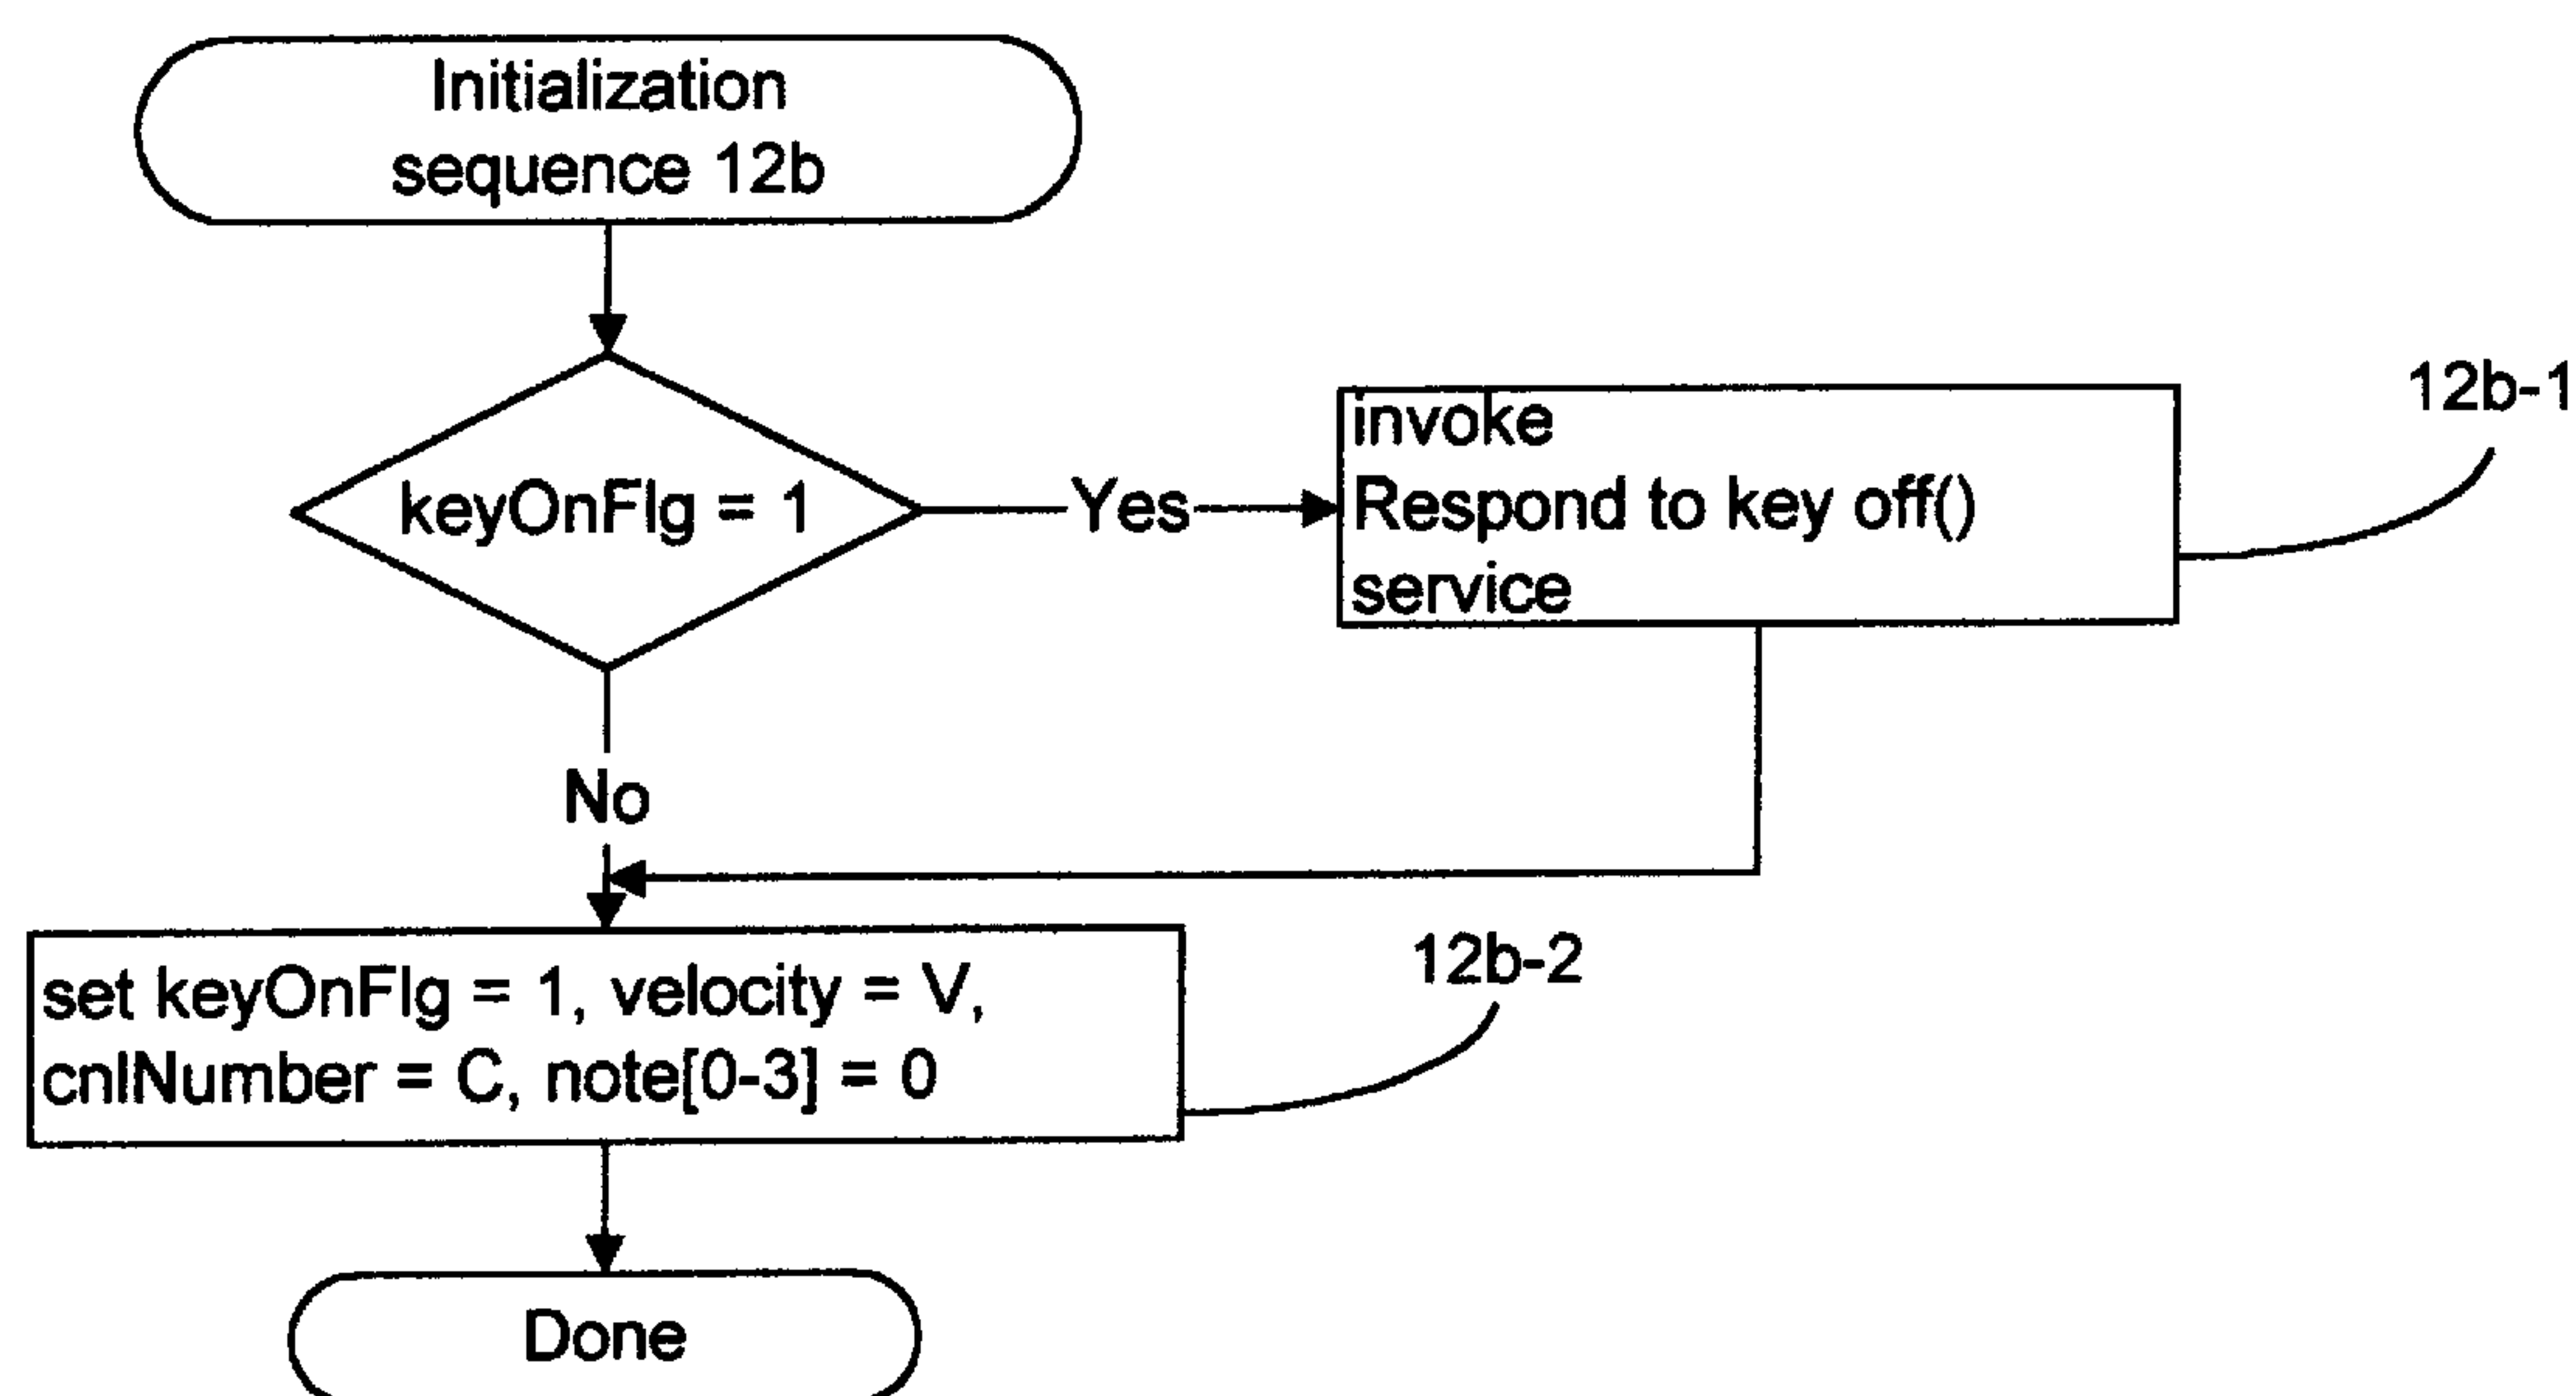 Initialization
sequence 12b
keyOnFlg = 1
Yes
invoke
Respond to key off()
service
12b-1
No
set keyOnFlg = 1, velocity = V,
cnlNumber = C, note[0-3] = 0
12b-2
Done